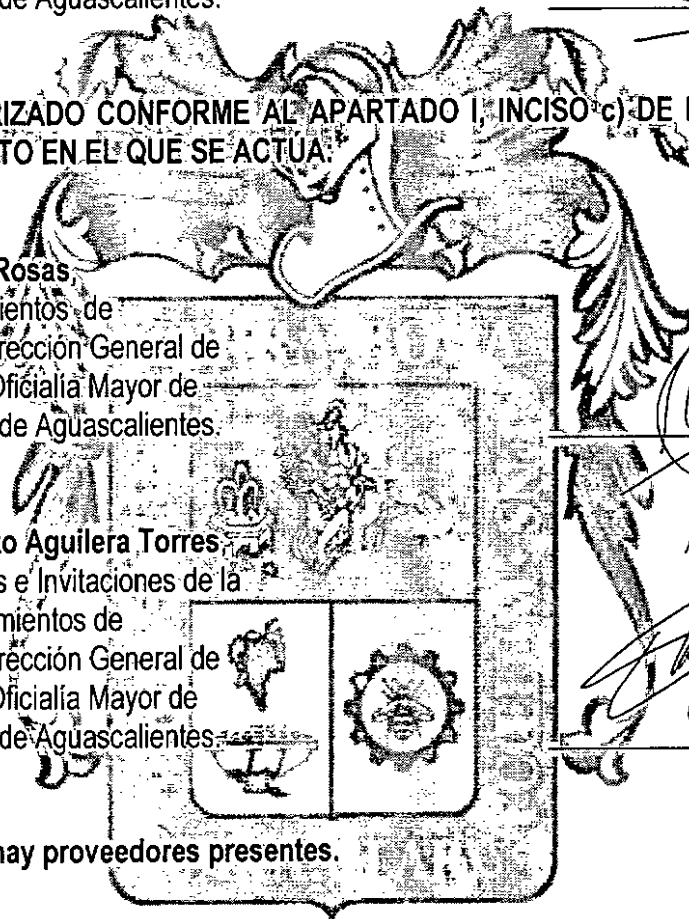 de Aguascalientes.
RIZADO CONFORME AL APARTADO I, INCISO c) DE
TO EN EL QUE SE ACTÚA.
Rosas,
ientos de
rección General de
Oficialía Mayor de
de Aguascalientes.
zo Aguilera Torres,
s e Invitaciones de la
mientos de
rección General de
Oficialía Mayor de
de Aguascalientes.
hay proveedores presentes.